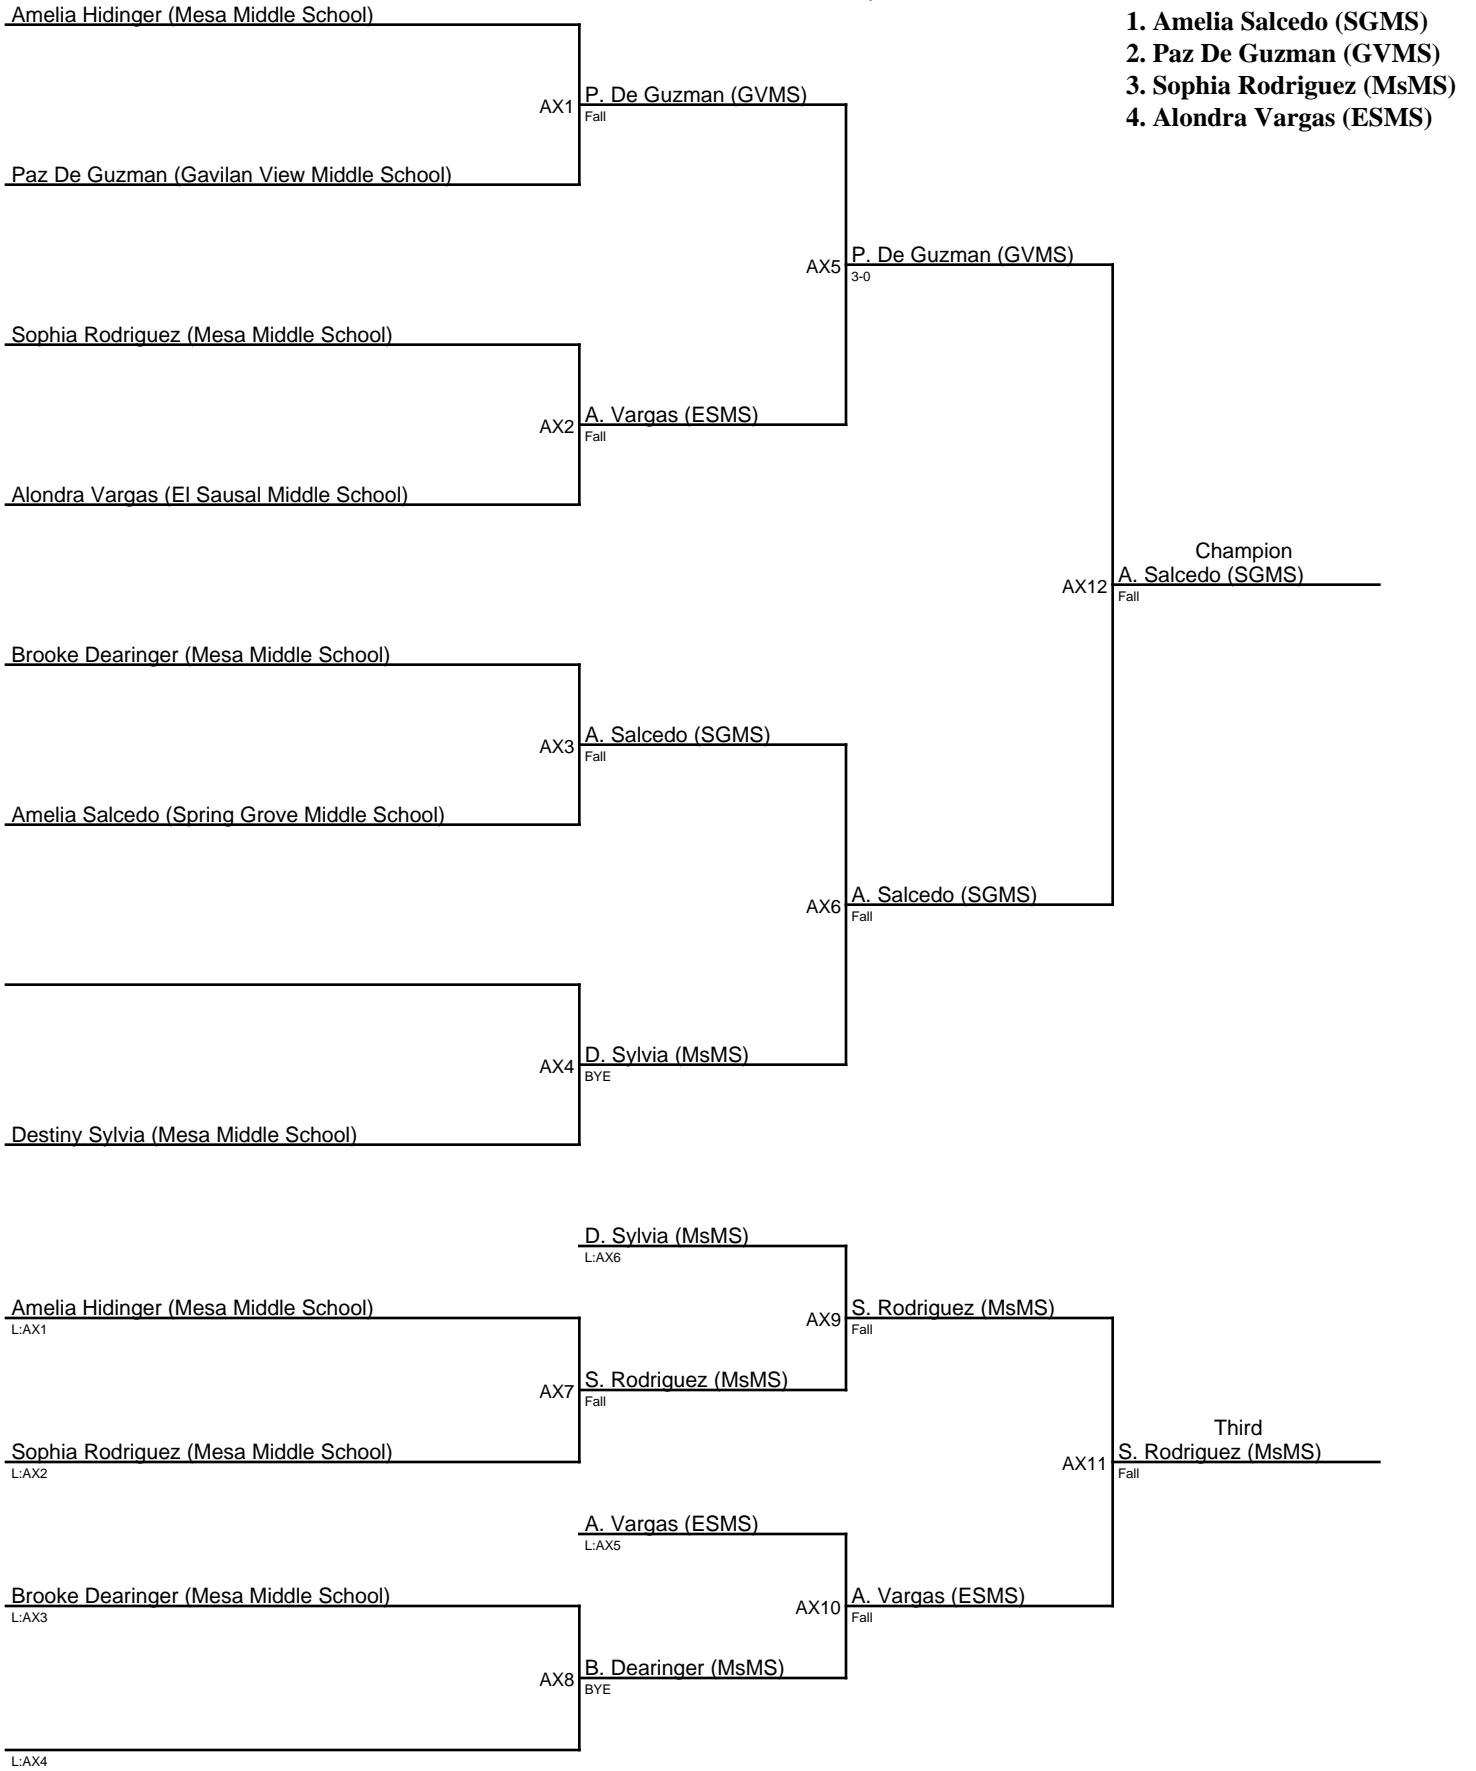 Amelia Hidinger (Mesa Middle School)
1. Amelia Salcedo (SGMS)
2. Paz De Guzman (GVMS)
3. Sophia Rodriguez (MsMS)
4. Alondra Vargas (ESMS)
AX1
P. De Guzman (GVMS)
Fall
Paz De Guzman (Gavilan View Middle School)
AX5
P. De Guzman (GVMS)
3-0
Sophia Rodriguez (Mesa Middle School)
AX2
A. Vargas (ESMS)
Fall
Alondra Vargas (El Sausal Middle School)
Champion
AX12
A. Salcedo (SGMS)
Fall
Brooke Dearinger (Mesa Middle School)
AX3
A. Salcedo (SGMS)
Fall
Amelia Salcedo (Spring Grove Middle School)
AX6
A. Salcedo (SGMS)
Fall
AX4
D. Sylvia (MsMS)
BYE
Destiny Sylvia (Mesa Middle School)
D. Sylvia (MsMS)
L:AX6
Amelia Hidinger (Mesa Middle School)
L:AX1
AX9
S. Rodriguez (MsMS)
Fall
AX7
S. Rodriguez (MsMS)
Fall
Sophia Rodriguez (Mesa Middle School)
L:AX2
Third
AX11
S. Rodriguez (MsMS)
Fall
A. Vargas (ESMS)
L:AX5
Brooke Dearinger (Mesa Middle School)
L:AX3
AX10
A. Vargas (ESMS)
Fall
AX8
B. Dearinger (MsMS)
BYE
L:AX4